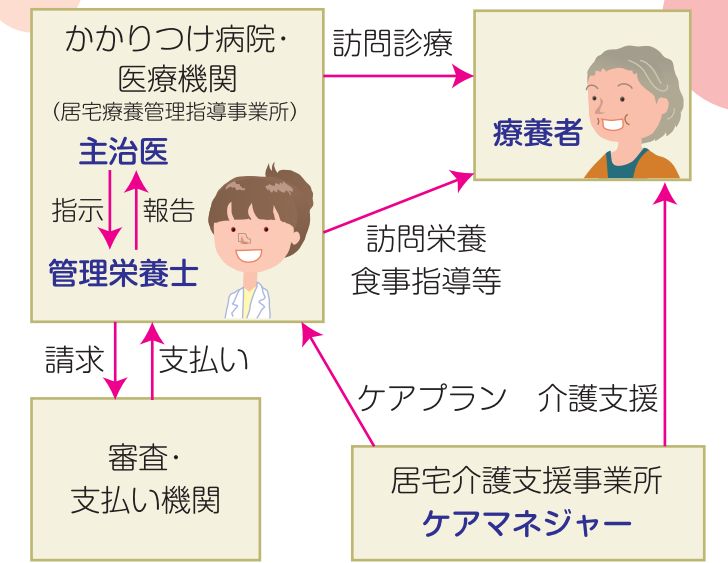 かかりつけ病院・
医療機関
(居宅療養管理指導事業所)
主治医
指示
報告
管理栄養士
訪問診療
療養者
訪問栄養
食事指導等
請求
支払い
ケアプラン
介護支援
審査・
支払い機関
居宅介護支援事業所
ケアマネジャー